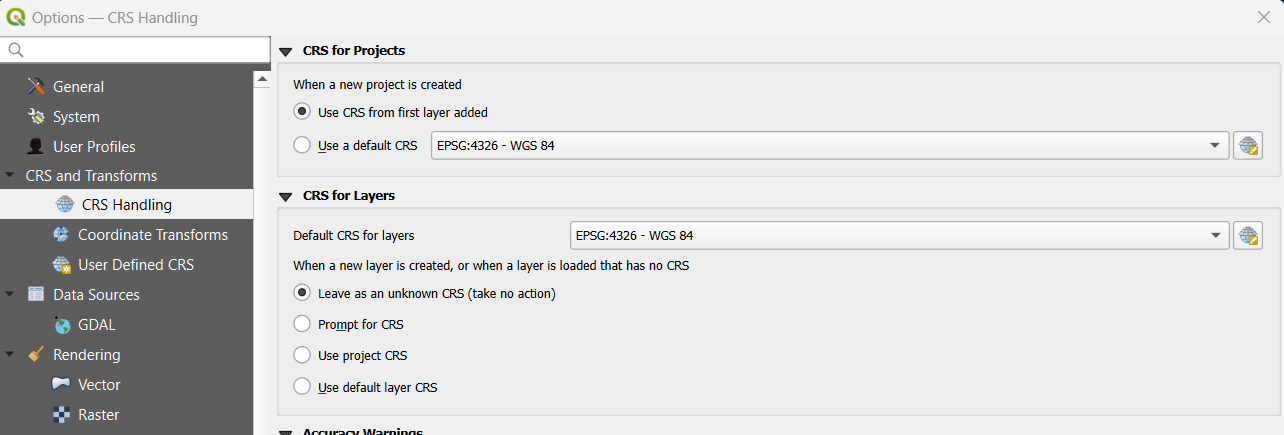 Options — CRS Handling
General
System
User Profiles
CRS and Transforms
CRS Handling
Coordinate Transforms
User Defined CRS
Data Sources
GDAL
Rendering
Vector
Raster
CRS for Projects
When a new project is created
Use CRS from first layer added
Use a default CRS EPSG:4326 - WGS 84
CRS for Layers
Default CRS for layers EPSG:4326 - WGS 84
When a new layer is created, or when a layer is loaded that has no CRS
Leave as an unknown CRS (take no action)
Prompt for CRS
Use project CRS
Use default layer CRS
Accuracy Warnings